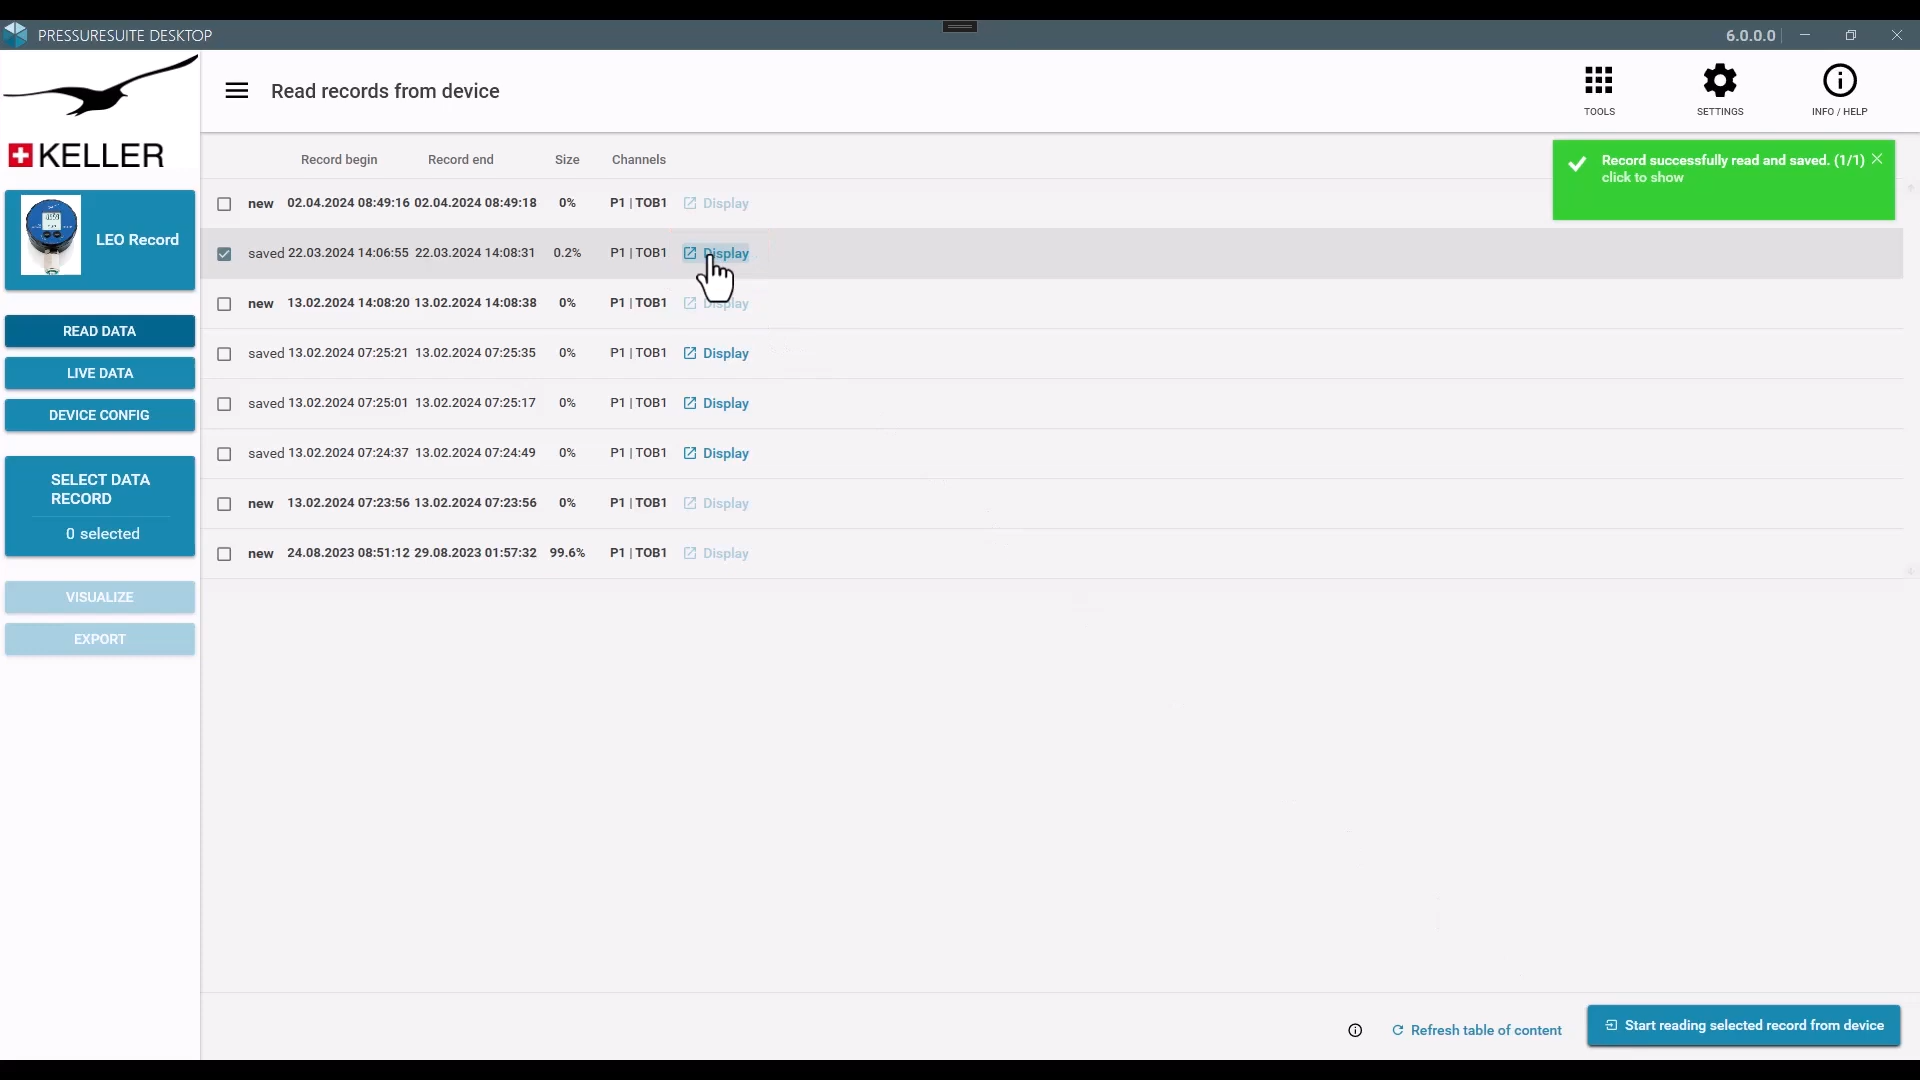 PRESSURESUITE DESKTOP
6.0.0.0
KELLER
Read records from device
TOOLS
SETTINGS
INFO / HELP
Record successfully read and saved. (1/1)
click to show
LEO Record
READ DATA
LIVE DATA
DEVICE CONFIG
SELECT DATA
RECORD
0 selected
VISUALIZE
EXPORT
Record begin Record end Size Channels
new 02.04.2024 08:49:16 02.04.2024 08:49:18 0% P1 | TOB1 Display
saved 22.03.2024 14:06:55 22.03.2024 14:08:31 0.2% P1 | TOB1 Display
new 13.02.2024 14:08:20 13.02.2024 14:08:38 0% P1 | TOB1 Display
saved 13.02.2024 07:25:21 13.02.2024 07:25:35 0% P1 | TOB1 Display
saved 13.02.2024 07:25:01 13.02.2024 07:25:17 0% P1 | TOB1 Display
saved 13.02.2024 07:24:37 13.02.2024 07:24:49 0% P1 | TOB1 Display
new 13.02.2024 07:23:56 13.02.2024 07:23:56 0% P1 | TOB1 Display
new 24.08.2023 08:51:12 29.08.2023 01:57:32 99.6% P1 | TOB1 Display
Refresh table of content
Start reading selected record from device